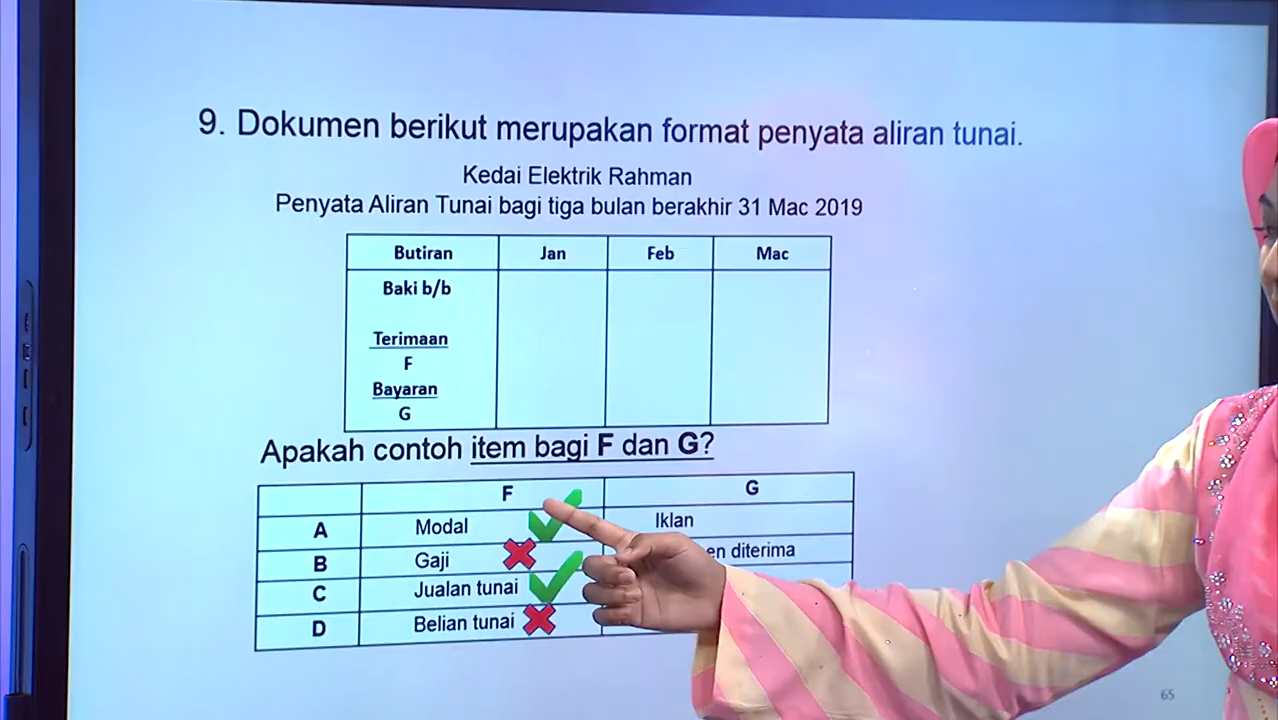 9. Dokumen berikut merupakan format penyata aliran tunai.
Kedai Elektrik Rahman
Penyata Aliran Tunai bagi tiga bulan berakhir 31 Mac 2019
Butiran Jan Feb Mac
Baki b/b
Terimaan
F
Bayaran
G
Apakah contoh item bagi F dan G?
F G
A Modal Iklan
B Gaji diterima
C Jualan tunai
D Belian tunai
65